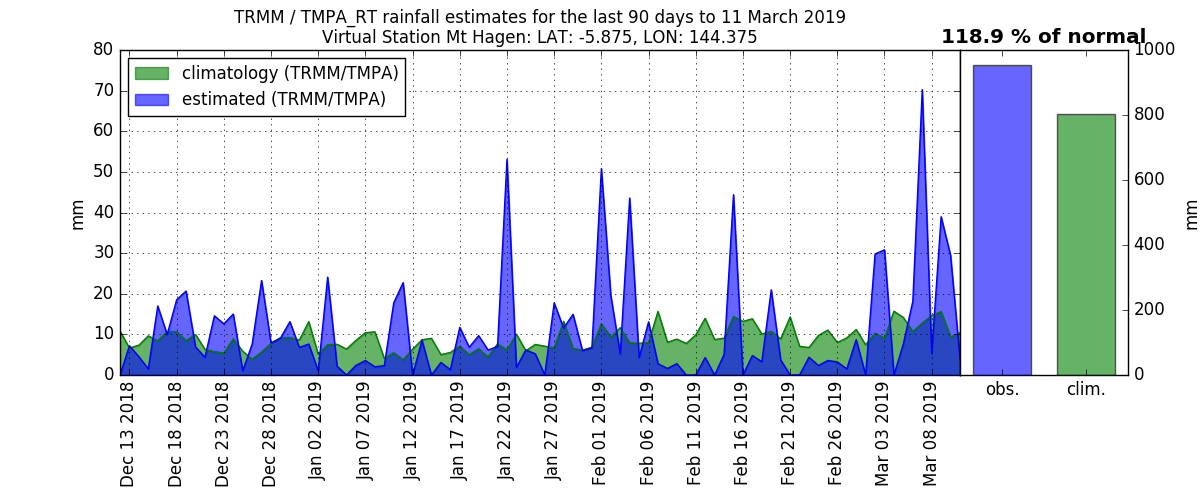 TRMM / TMPA_RT rainfall estimates for the last 90 days to 11 March 2019
Virtual Station Mt Hagen: LAT: -5.875, LON: 144.375
118.9 % of normal
climatology (TRMM/TMPA)
estimated (TRMM/TMPA)
80
70
60
50
40
30
20
10
0
mm
Dec 13 2018
Dec 18 2018
Dec 23 2018
Dec 28 2018
Jan 02 2019
Jan 07 2019
Jan 12 2019
Jan 17 2019
Jan 22 2019
Jan 27 2019
Feb 01 2019
Feb 06 2019
Feb 11 2019
Feb 16 2019
Feb 21 2019
Feb 26 2019
Mar 03 2019
Mar 08 2019
obs.
clim.
1000
800
600
400
200
0
mm